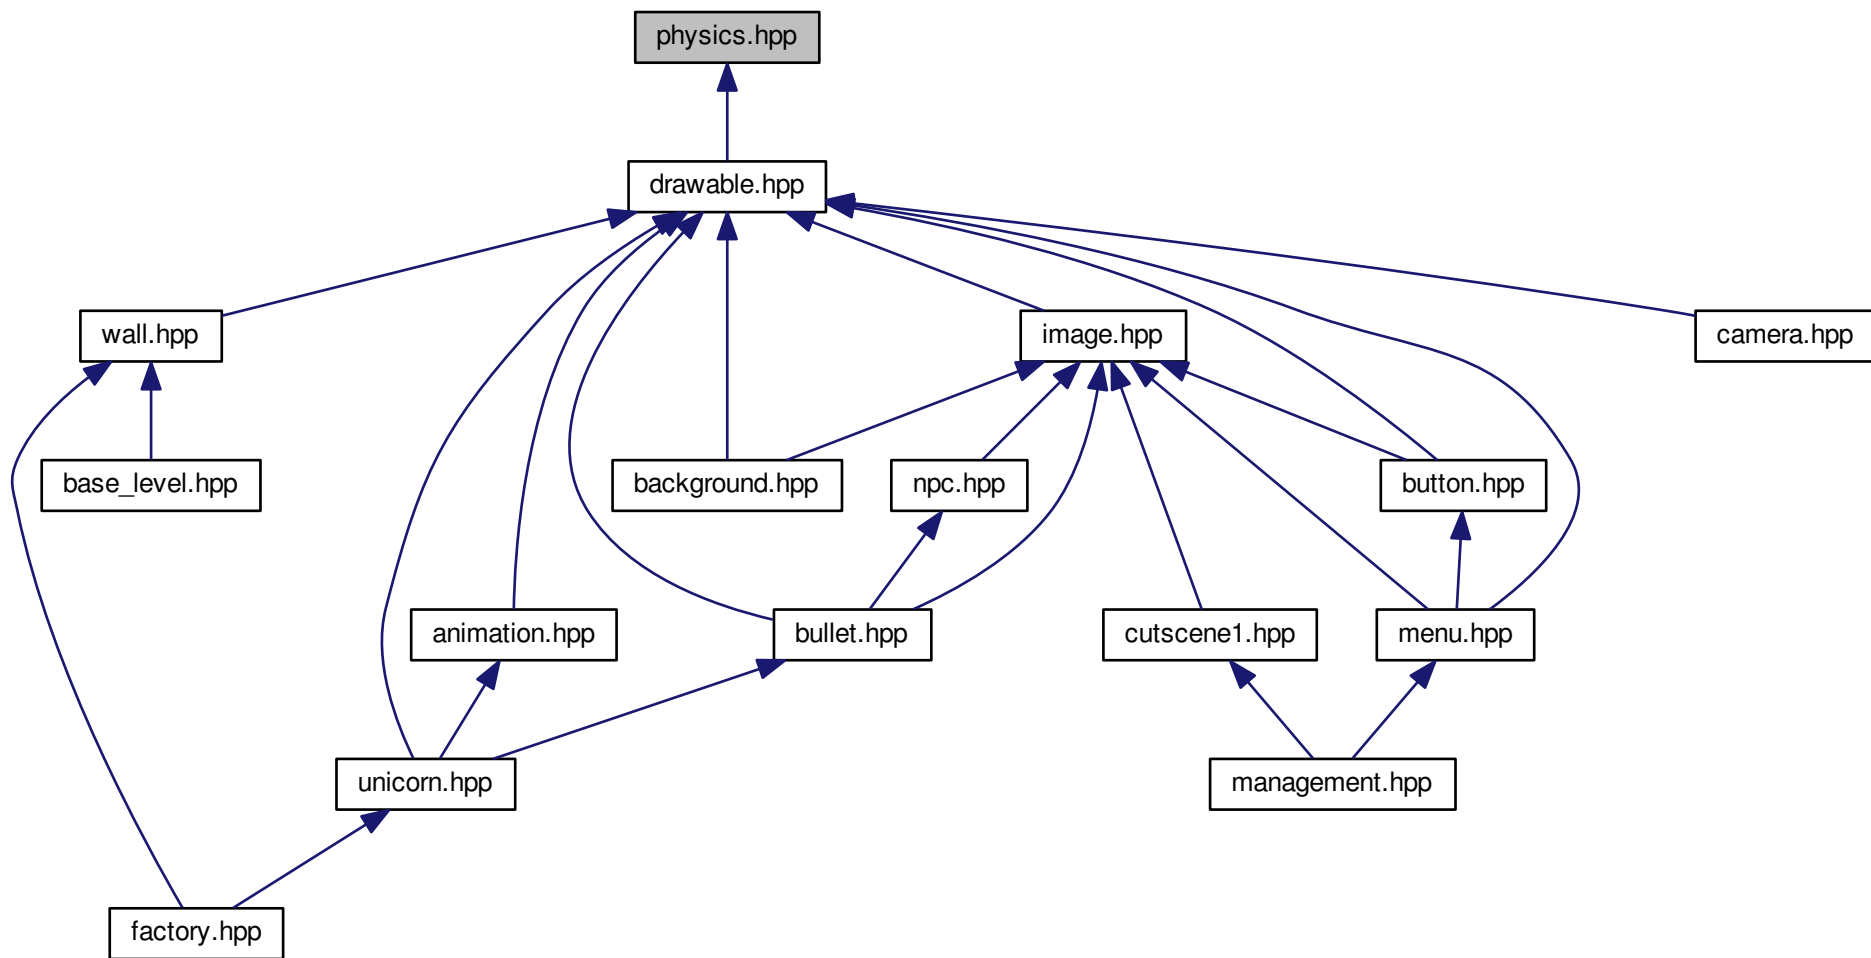 physics.hpp
drawable.hpp
wall.hpp
image.hpp
camera.hpp
base_level.hpp
background.hpp
npc.hpp
button.hpp
animation.hpp
bullet.hpp
cutscene1.hpp
menu.hpp
unicorn.hpp
management.hpp
factory.hpp